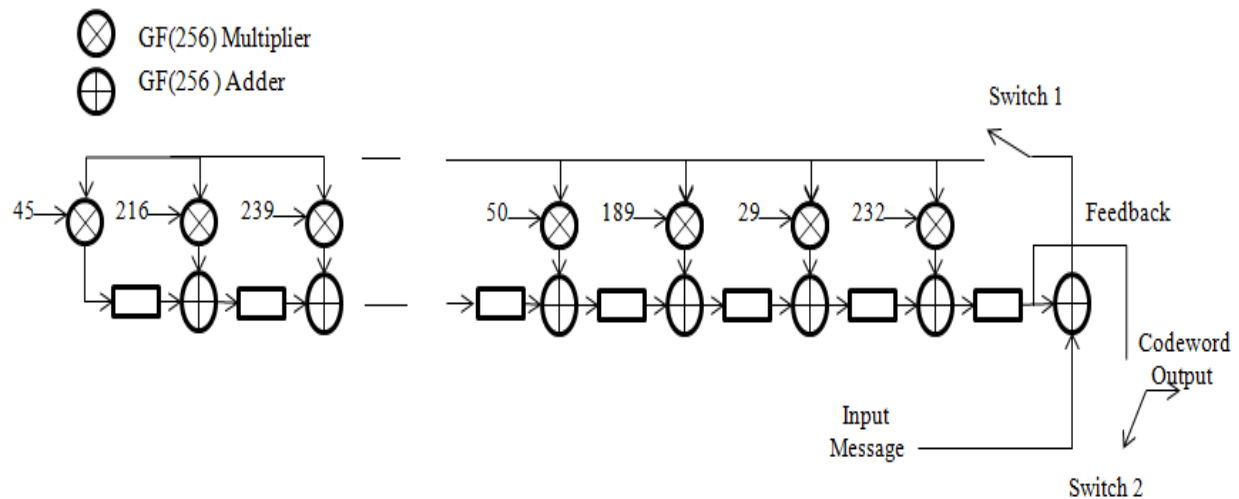 GF(256) Multiplier
GF(256 ) Adder
Switch 1
45
216
239
50
189
29
232
Feedback
Codeword
Output
Input
Message
Switch 2